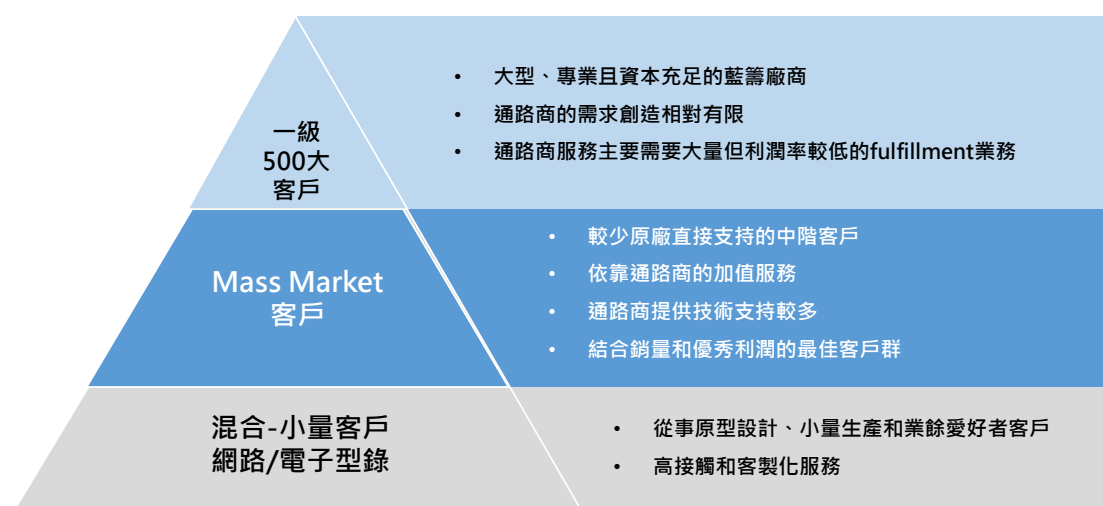 一級
500大
客戶
• 大型、專業且資本充足的藍籌廠商
• 通路商的需求創造相對有限
• 通路商服務主要需要大量但利潤率較低的fulfillment業務
Mass Market
客戶
• 較少原廠直接支持的中階客戶
• 依靠通路商的加值服務
• 通路商提供技術支持較多
• 結合銷量和優秀利潤的最佳客戶群
混合-小量客戶
網路/電子型錄
• 從事原型設計、小量生產和業餘愛好者客戶
• 高接觸和客製化服務